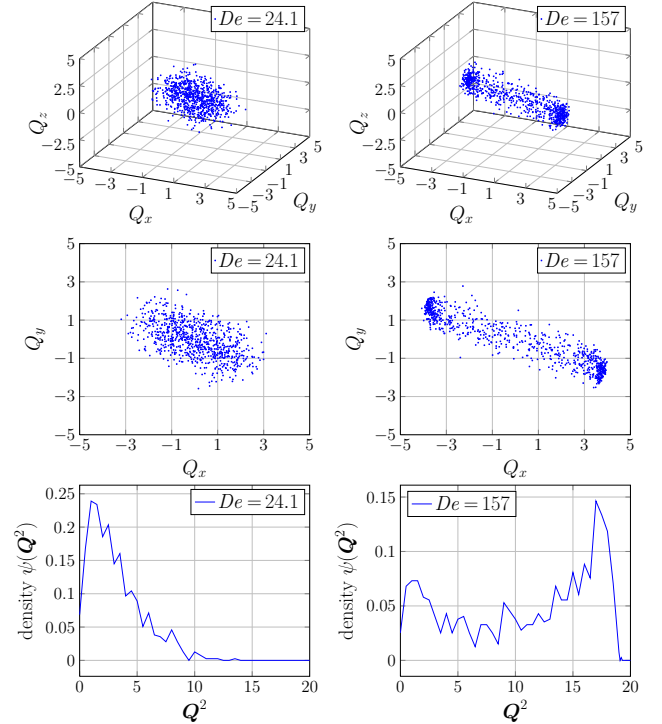 De = 24.1
5
2.5
0
−2.5
−5
Q_z
−5 −3 −1 1 3 5
Q_x
−5 −3 −1 1 3 5
Q_y
De = 157
5
2.5
0
−2.5
−5
Q_z
−5 −3 −1 1 3 5
Q_x
−5 −3 −1 1 3 5
Q_y
De = 24.1
5
3
1
−1
−3
−5
Q_y
−5 −3 −1 1 3 5
Q_x
De = 157
5
3
1
−1
−3
−5
Q_y
−5 −3 −1 1 3 5
Q_x
De = 24.1
0.25
0.2
0.15
0.1
0.05
0
density ψ(Q²)
0 5 10 15 20
Q²
De = 157
0.15
0.1
0.05
0
density ψ(Q²)
0 5 10 15 20
Q²